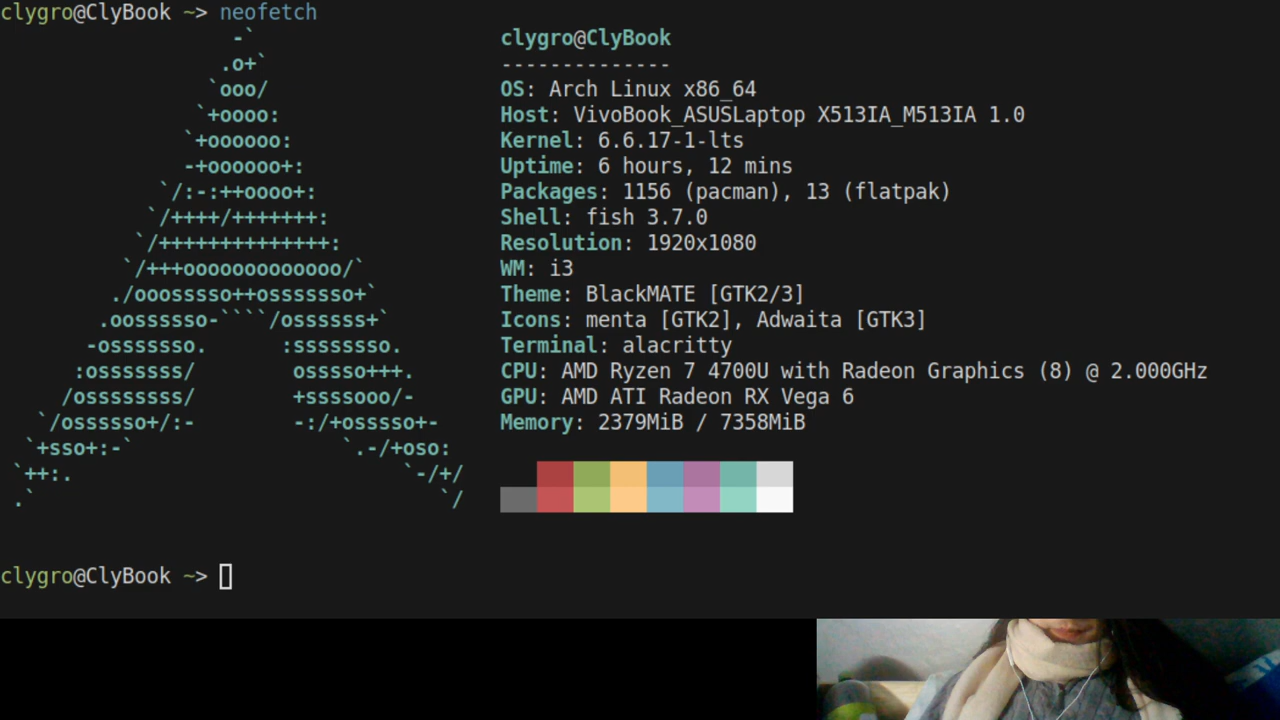 clygro@ClyBook ~> neofetch
clygro@ClyBook
--------------
OS: Arch Linux x86_64
Host: VivoBook_ASUSLaptop X513IA_M513IA 1.0
Kernel: 6.6.17-1-lts
Uptime: 6 hours, 12 mins
Packages: 1156 (pacman), 13 (flatpak)
Shell: fish 3.7.0
Resolution: 1920x1080
WM: i3
Theme: BlackMATE [GTK2/3]
Icons: menta [GTK2], Adwaita [GTK3]
Terminal: alacritty
CPU: AMD Ryzen 7 4700U with Radeon Graphics (8) @ 2.000GHz
GPU: AMD ATI Radeon RX Vega 6
Memory: 2379MiB / 7358MiB
clygro@ClyBook ~>